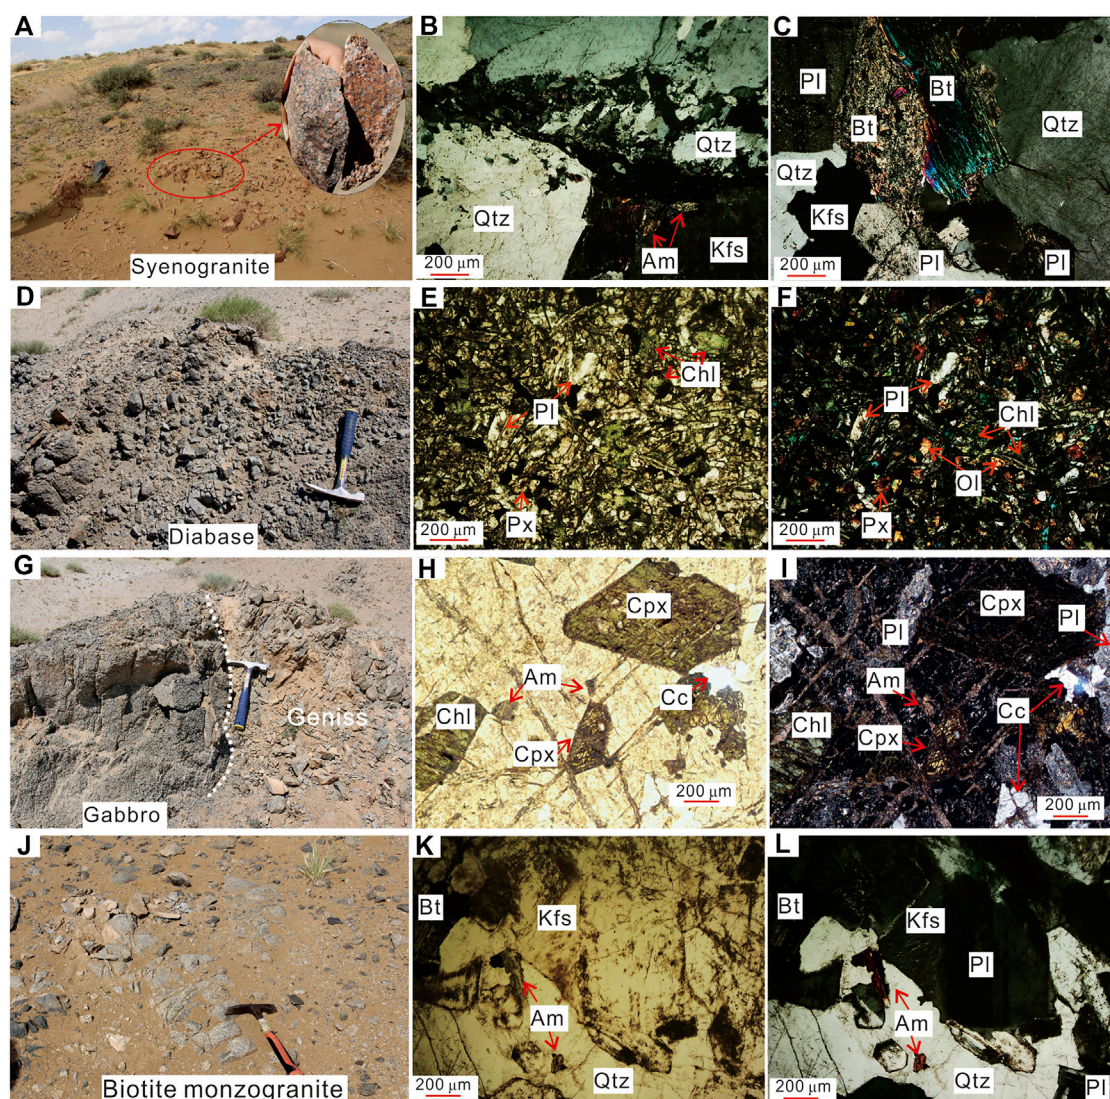 A
Syenogranite
B
Qtz
Qtz
Am
Kfs
200 μm
C
Pl
Bt
Bt
Qtz
Qtz
Kfs
Pl
Pl
200 μm
D
Diabase
E
Chl
Pl
Px
200 μm
F
Pl
Chl
Ol
Px
200 μm
G
Geniss
Gabbro
H
Cpx
Am
Cc
Chl
Cpx
200 μm
I
Cpx
Pl
Pl
Am
Cc
Chl
Cpx
200 μm
J
Biotite monzogranite
K
Bt
Kfs
Am
Qtz
200 μm
L
Bt
Kfs
Pl
Am
Qtz
Pl
200 μm